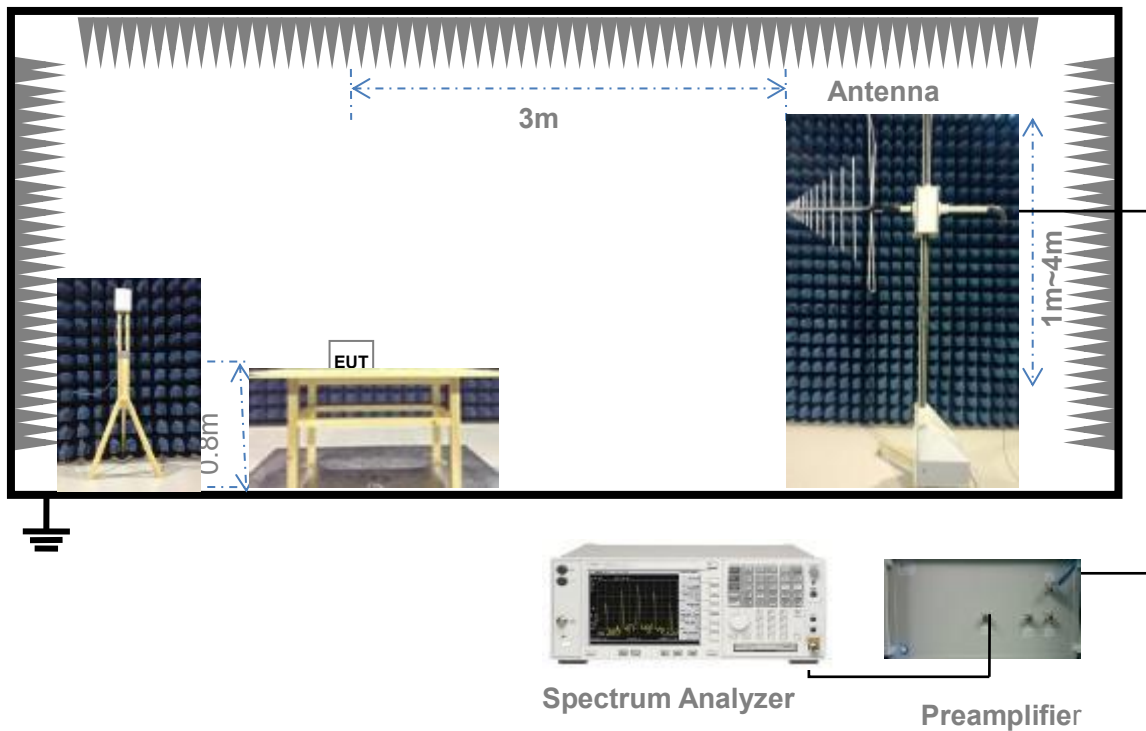 Antenna
3m
1m~4m
EUT
0.8m
Spectrum Analyzer
Preamplifier